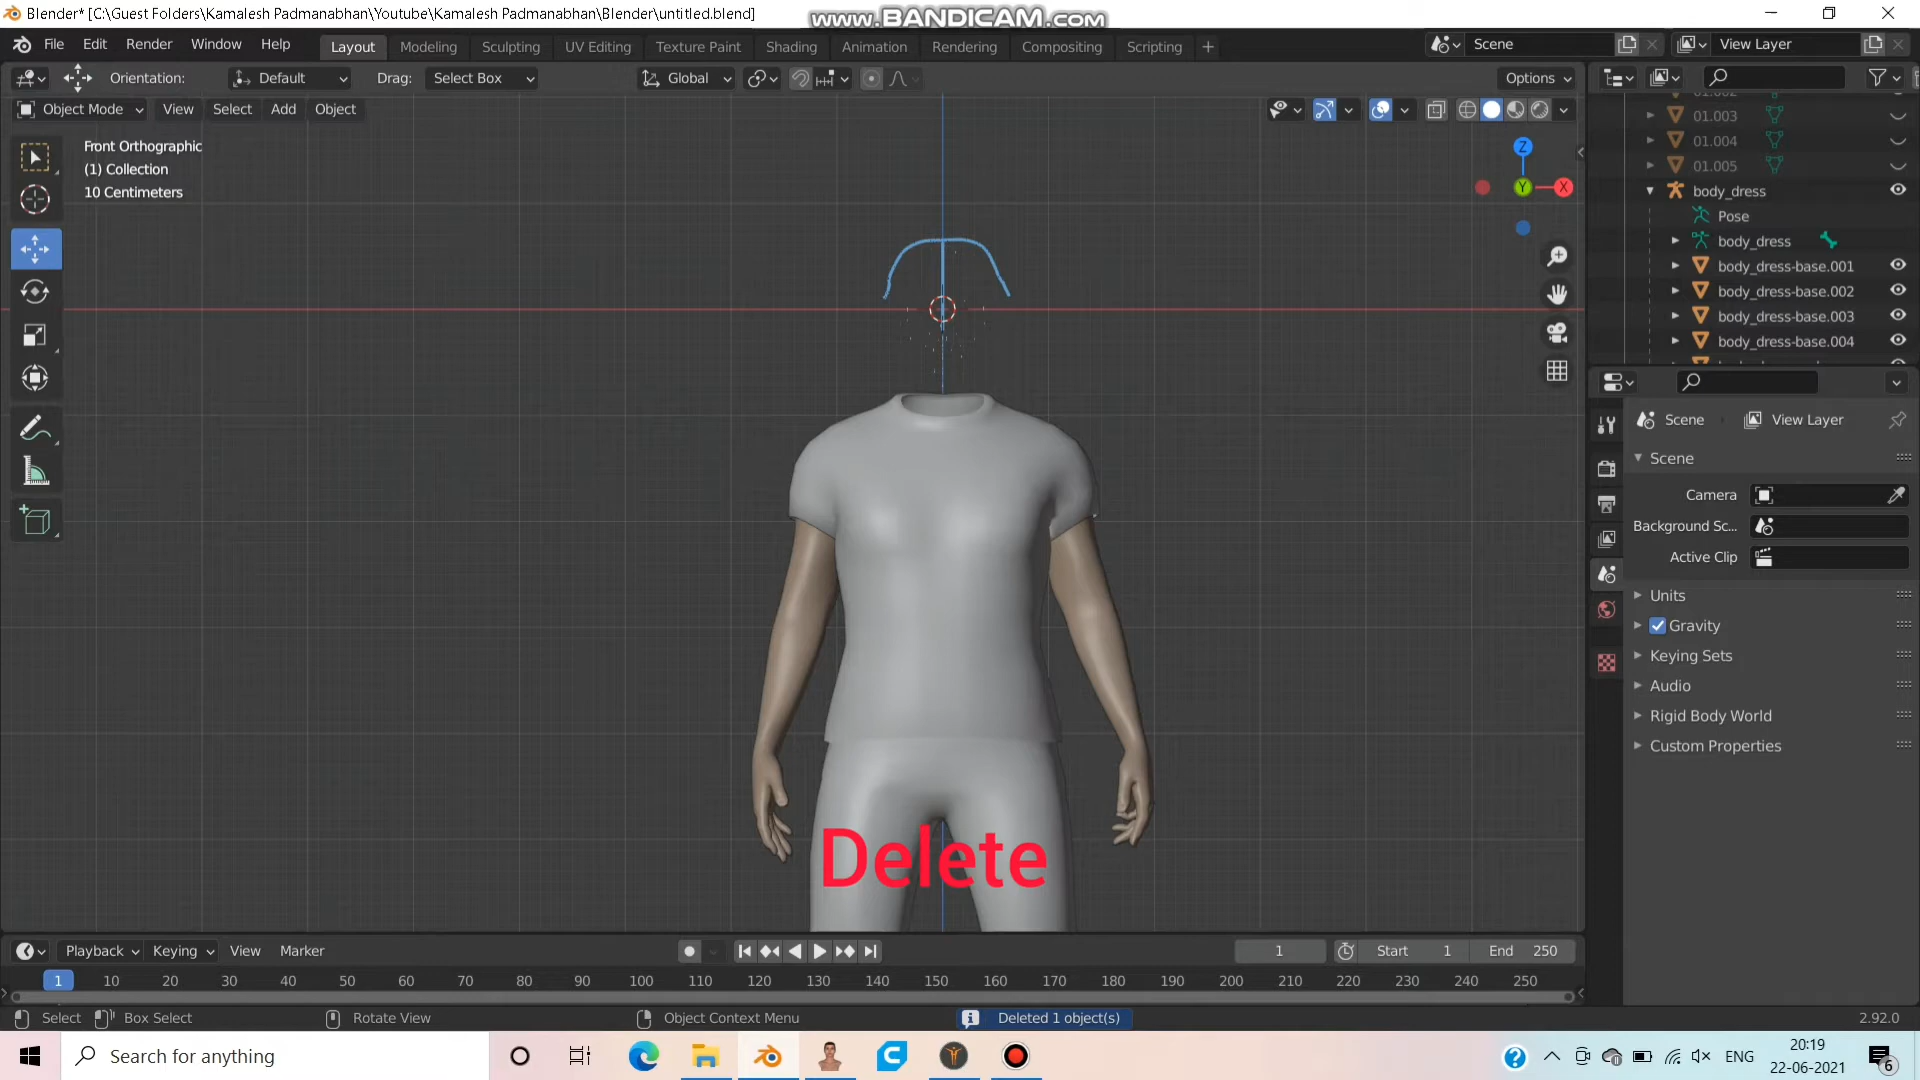 Blender* [C:\Guest Folders\Kamalesh Padmanabhan\Youtube\Kamalesh Padmanabhan\Blender\untitled.blend]
www.BANDICAM.com
File Edit Render Window Help
Layout Modeling Sculpting UV Editing Texture Paint Shading Animation Rendering Compositing Scripting +
Scene
View Layer
Orientation: Default Drag: Select Box
Global
Options
Object Mode View Select Add Object
Front Orthographic
(1) Collection
10 Centimeters
Z
Y
X
01.003
01.004
01.005
body_dress
Pose
body_dress
body_dress-base.001
body_dress-base.002
body_dress-base.003
body_dress-base.004
Scene View Layer
Scene
Camera
Background Sc...
Active Clip
Units
Gravity
Keying Sets
Audio
Rigid Body World
Custom Properties
Delete
Playback Keying View Marker
1 Start 1 End 250
1 10 20 30 40 50 60 70 80 90 100 110 120 130 140 150 160 170 180 190 200 210 220 230 240 250
Select Box Select Rotate View Object Context Menu Deleted 1 object(s) 2.92.0
Search for anything
ENG
20:19
22-06-2021
6